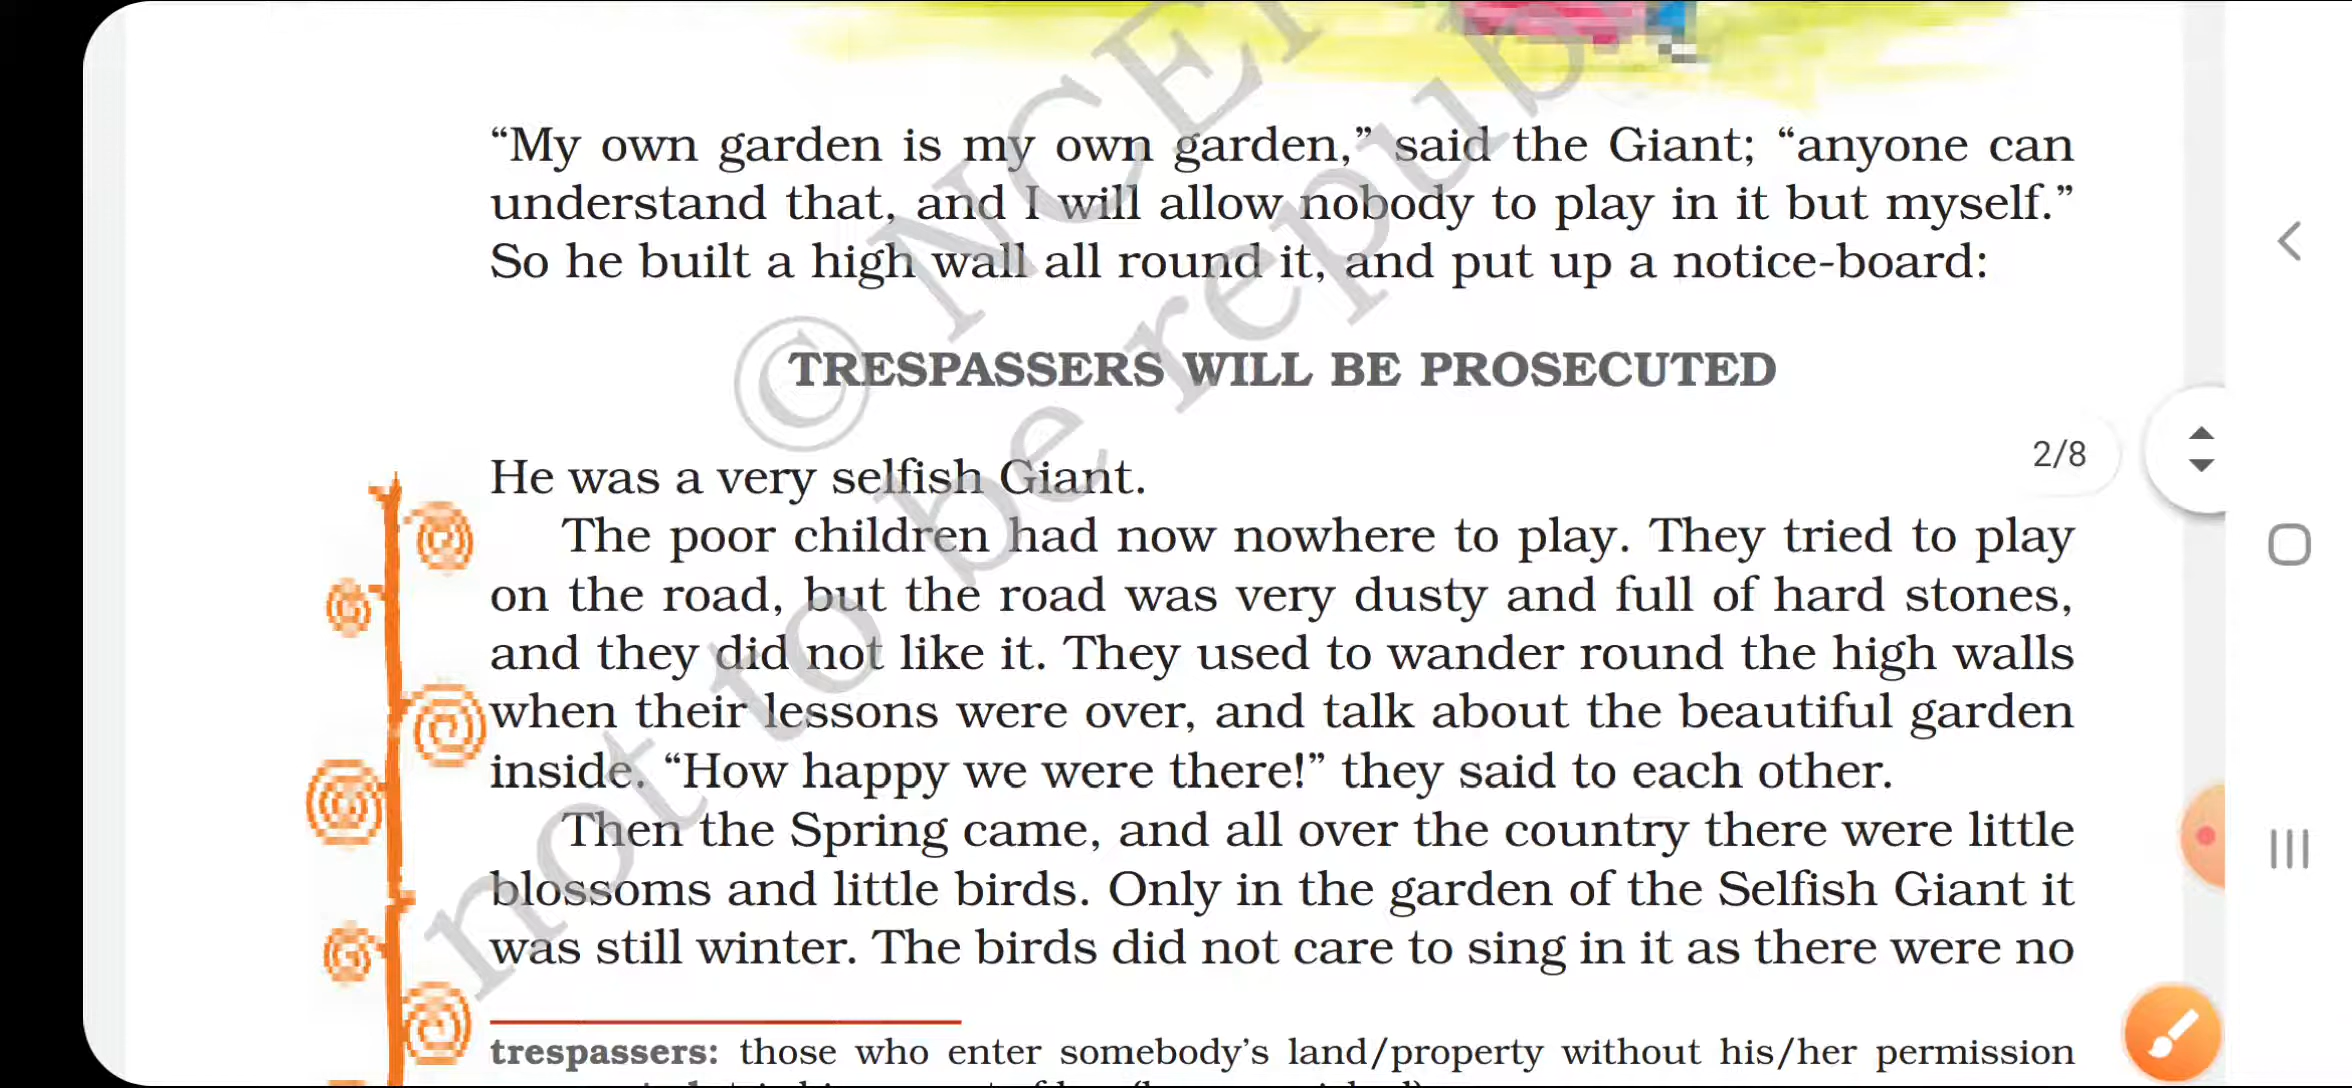 “My own garden is my own garden,” said the Giant; “anyone can
understand that, and I will allow nobody to play in it but myself.”
So he built a high wall all round it, and put up a notice-board:
TRESPASSERS WILL BE PROSECUTED
2/8
He was a very selfish Giant.
The poor children had now nowhere to play. They tried to play
on the road, but the road was very dusty and full of hard stones,
and they did not like it. They used to wander round the high walls
when their lessons were over, and talk about the beautiful garden
inside. “How happy we were there!” they said to each other.
Then the Spring came, and all over the country there were little
blossoms and little birds. Only in the garden of the Selfish Giant it
was still winter. The birds did not care to sing in it as there were no
trespassers: those who enter somebody’s land/property without his/her permission
© NCE
not to be repub